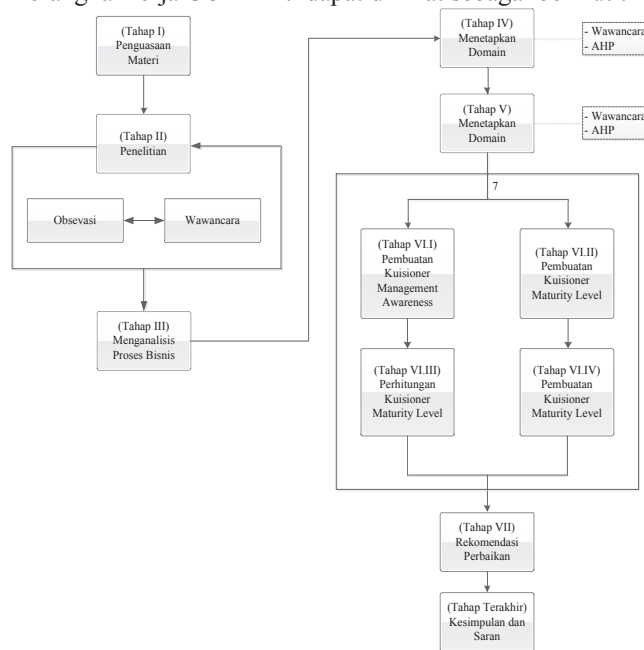 (Tahap I)
Penguasaan
Materi
(Tahap II)
Penelitian
Obsevasi
Wawancara
(Tahap III)
Menganalisis
Proses Bisnis
(Tahap IV)
Menetapkan
Domain
- Wawancara
- AHP
(Tahap V)
Menetapkan
Domain
- Wawancara
- AHP
7
(Tahap VI.I)
Pembuatan
Kuisioner
Management
Awareness
(Tahap VI.II)
Pembuatan
Kuisioner
Maturity Level
(Tahap VI.III)
Perhitungan
Kuisioner
Maturity Level
(Tahap VI.IV)
Pembuatan
Kuisioner
Maturity Level
(Tahap VII)
Rekomendasi
Perbaikan
(Tahap Terakhir)
Kesimpulan dan
Saran